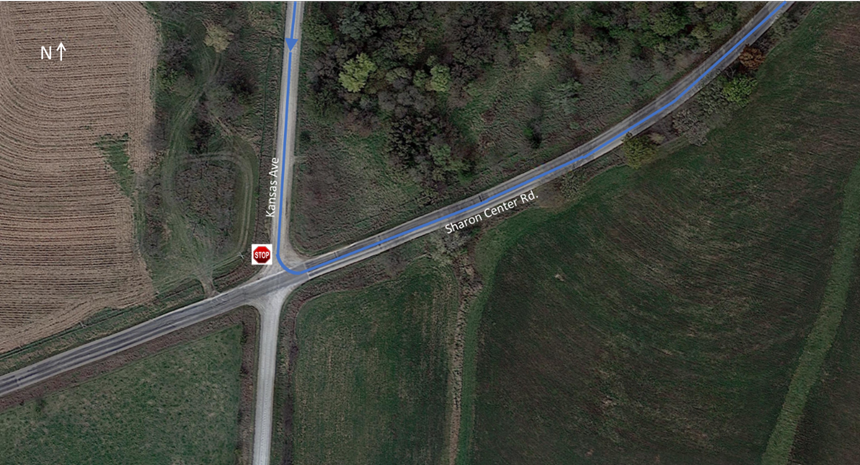 N
Kansas Ave
STOP
Sharon Center Rd.